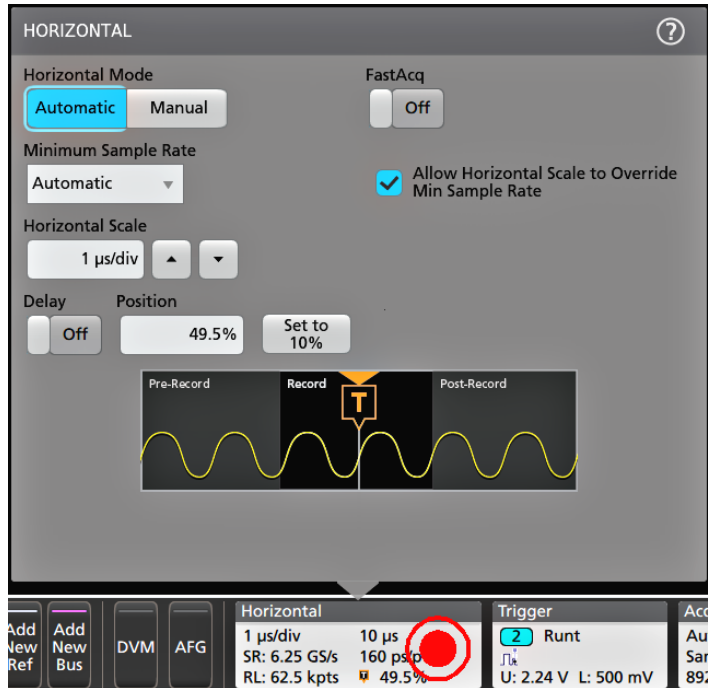 HORIZONTAL
?
Horizontal Mode
FastAcq
Automatic Manual
Off
Minimum Sample Rate
Automatic
Allow Horizontal Scale to Override
Min Sample Rate
Horizontal Scale
1 µs/div
Delay Position
Off 49.5% Set to
10%
Pre-Record Record Post-Record
T
Add
New
Ref
Add
New
Bus
DVM
AFG
Horizontal
1 µs/div 10 µs
SR: 6.25 GS/s 160
RL: 62.5 kpts 49.5%
Trigger
2 Runt
U: 2.24 V L: 500 mV